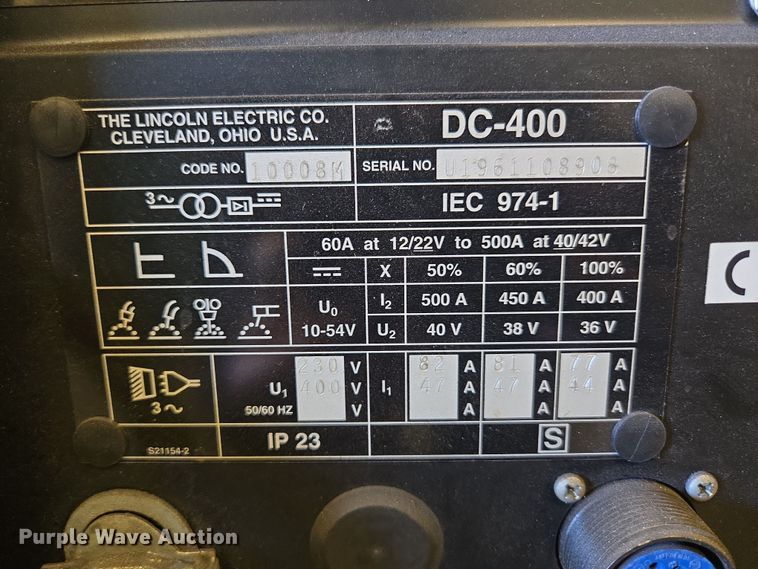 THE LINCOLN ELECTRIC CO.
CLEVELAND, OHIO U.S.A.
DC-400
CODE NO. 10008M
SERIAL NO. U1961108908
3~
IEC 974-1
60A at 12/22V to 500A at 40/42V
X 50% 60% 100%
U0 10-54V
I2 500 A 450 A 400 A
U2 40 V 38 V 36 V
3~
U1
50/60 HZ
230 V
400 V
V
I1
82 A 81 A 77 A
47 A 47 A 44 A
A A A
S21154-2
IP 23
S
Purple Wave Auction